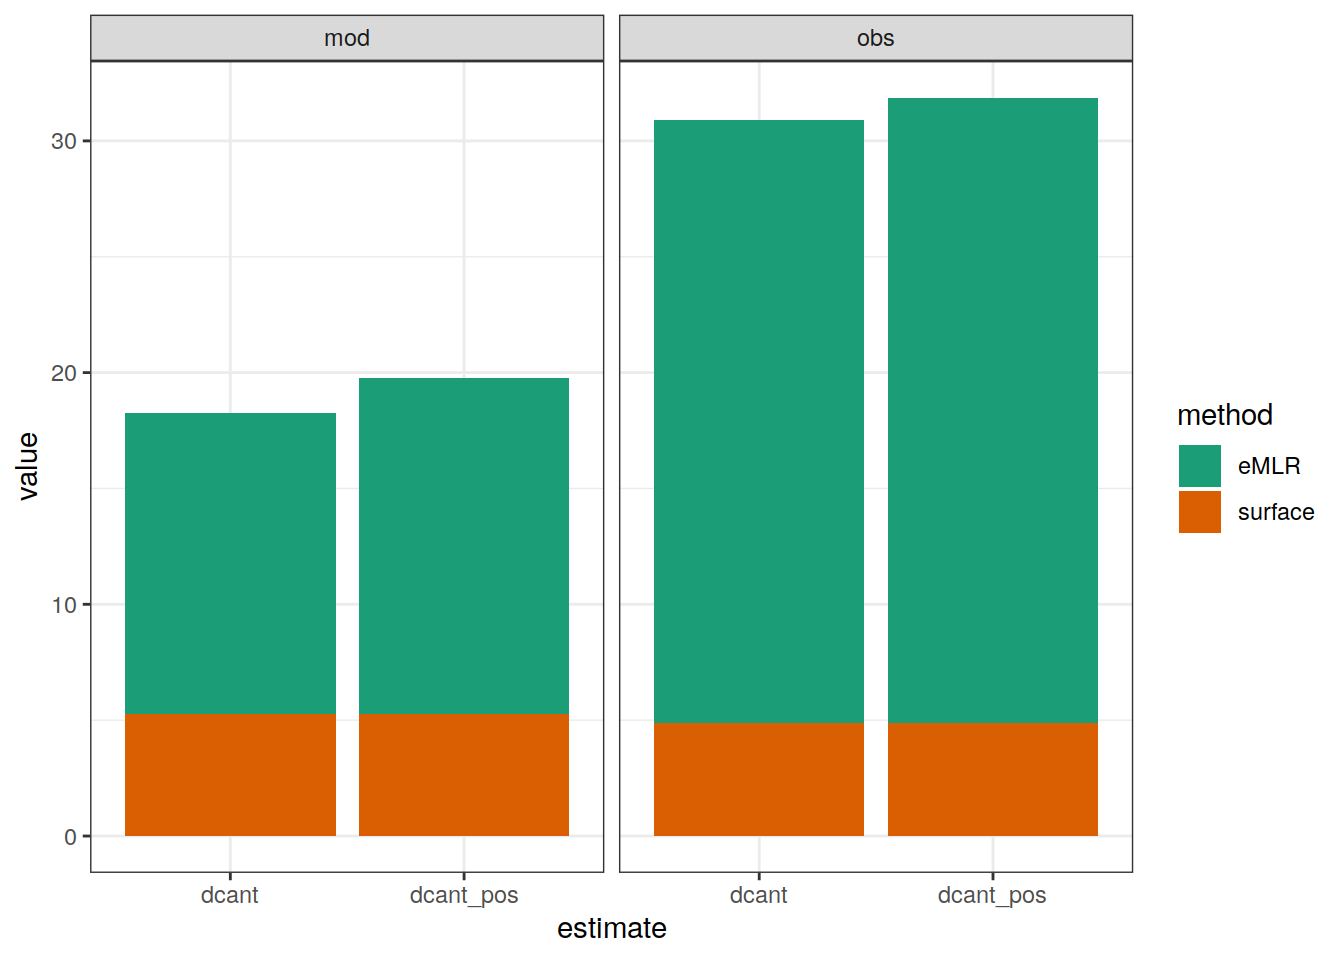 mod
obs
30
20
10
0
value
dcant
dcant_pos
dcant
dcant_pos
estimate
method
eMLR
surface